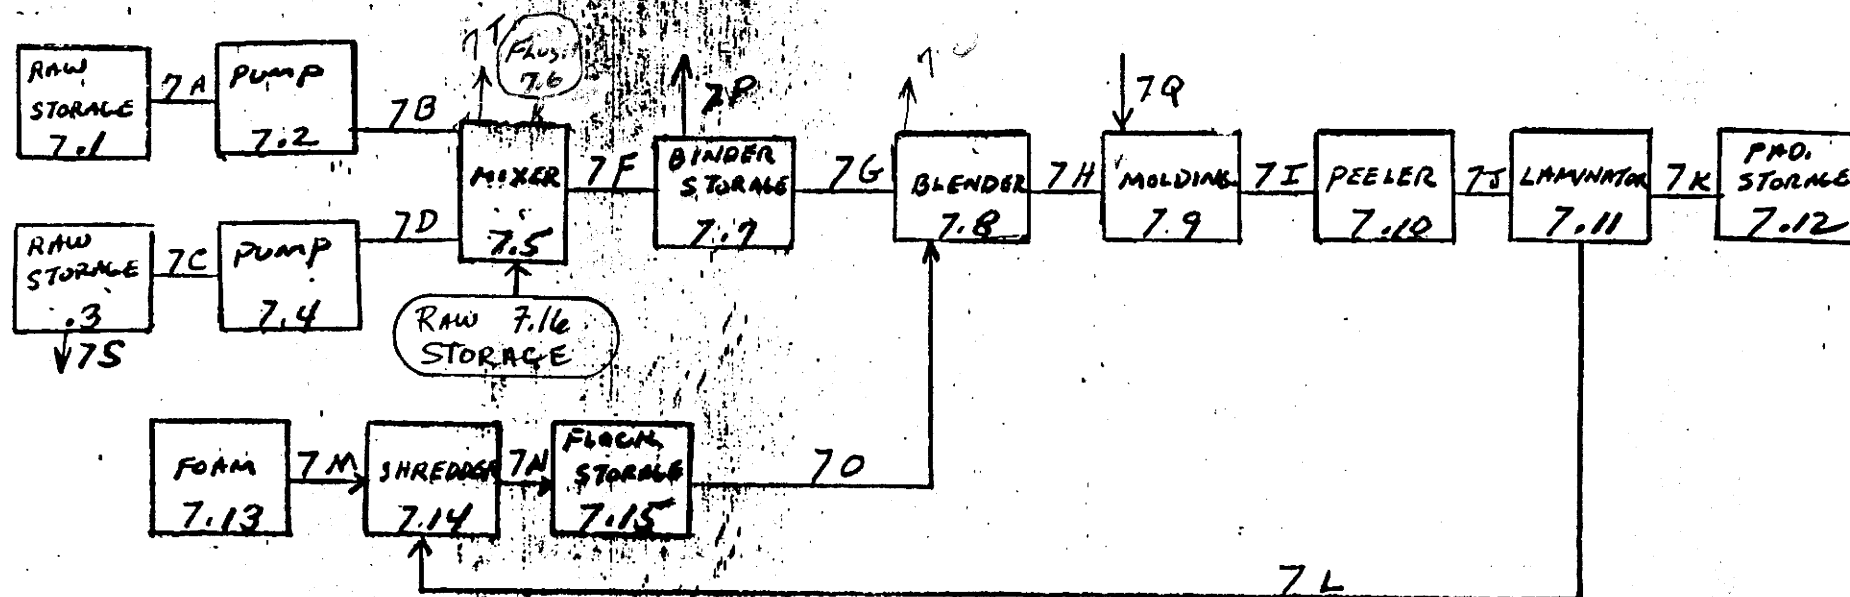 RAW
STORAGE
7.1
7A
PUMP
7.2
7B
7T
7.6
7P
7Q
RAW
STORAGE
.3
7S
7C
PUMP
7.4
7D
MIXER
7.5
7F
BINDER
STORAGE
7.7
7G
BLENDER
7.8
7H
MOLDING
7.9
7I
PEELER
7.10
7J
LAMINATOR
7.11
7K
PAD.
STORAGE
7.12
RAW 7.16
STORAGE
FOAM
7.13
7M
SHREDDER
7.14
7N
STORAGE
7.15
7O
7L